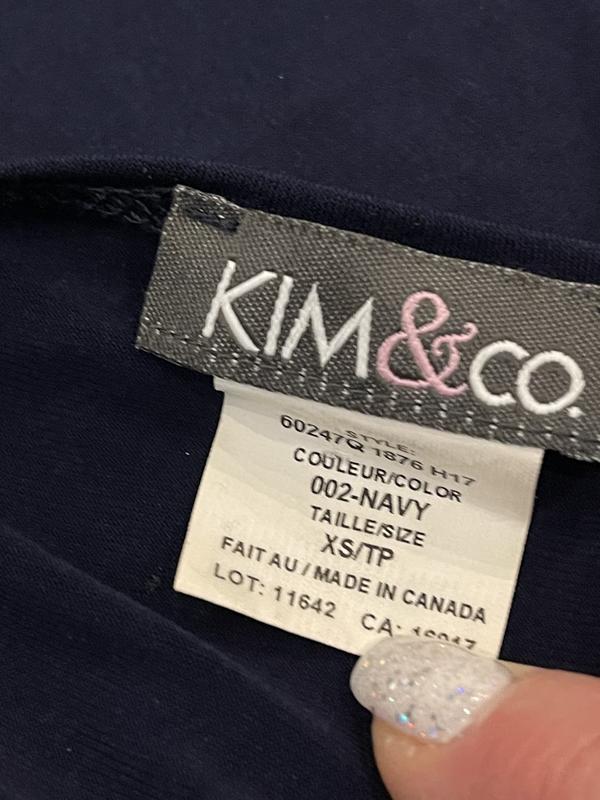 KIM&CO.
STYLE:
60247Q 1876 H17
COULEUR/COLOR
002-NAVY
TAILLE/SIZE
XS/TP
FAIT AU / MADE IN CANADA
LOT: 11642 CA: